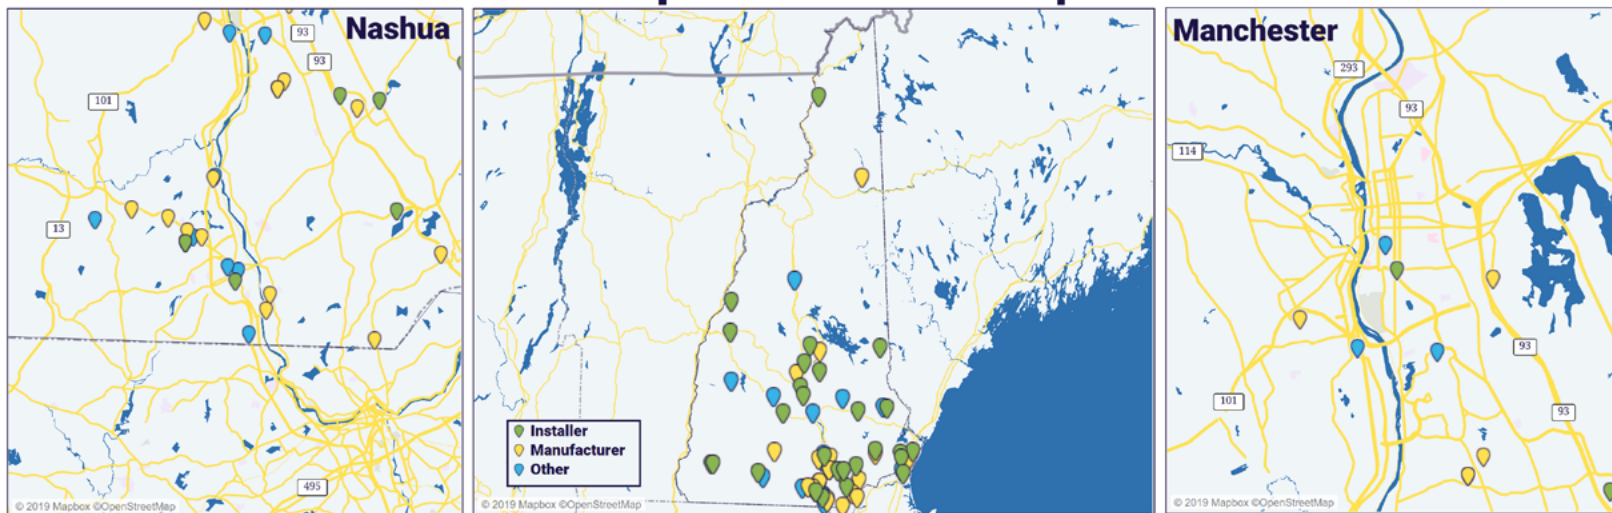 Nashua
93
93
101
13
495
© 2019 Mapbox ©OpenStreetMap
Installer
Manufacturer
Other
© 2019 Mapbox ©OpenStreetMap
Manchester
293
93
114
93
101
93
© 2019 Mapbox ©OpenStreetMap